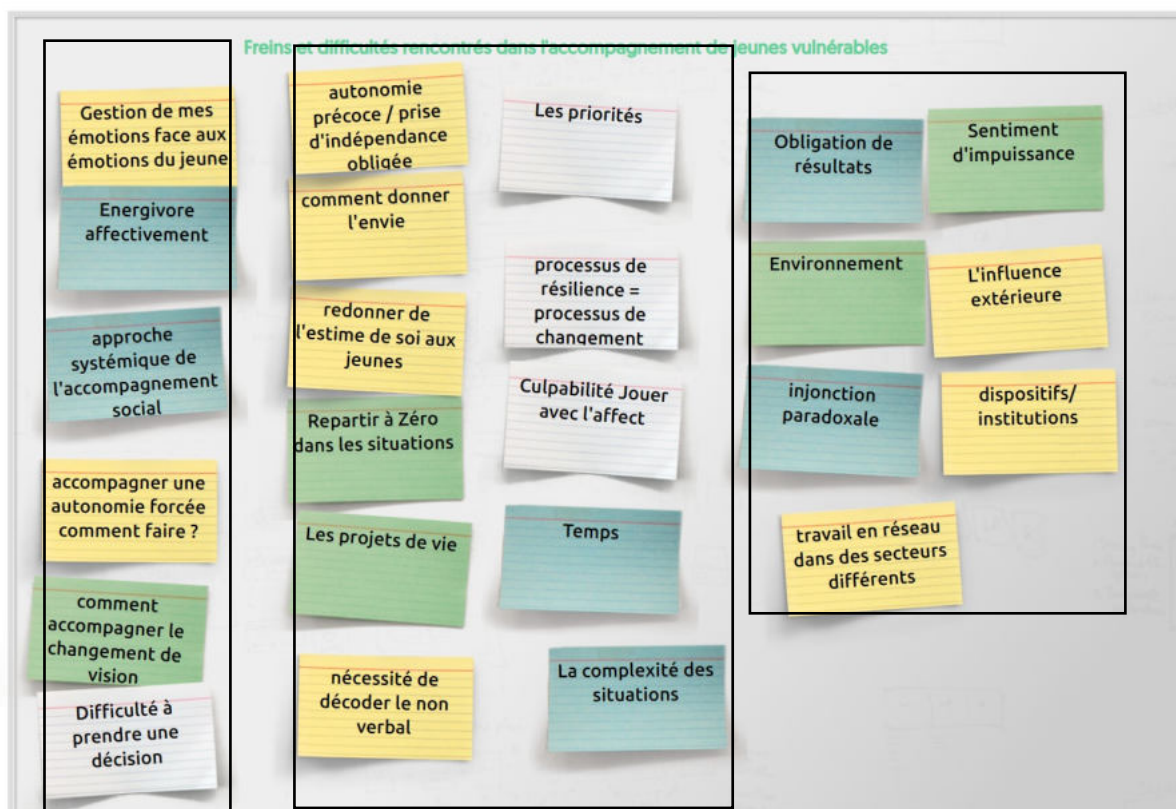 Freins et difficultés rencontrés dans l'accompagnement de jeunes vulnérables
Gestion de mes
émotions face aux
émotions du jeune
Energivore
affectivement
approche
systémique de
l'accompagnement
social
accompagner une
autonomie forcée
comment faire ?
comment
accompagner le
changement de
vision
Difficulté à
prendre une
décision
autonomie
précoce / prise
d'indépendance
obligée
comment donner
l'envie
redonner de
l'estime de soi aux
jeunes
Repartir à Zéro
dans les situations
Les projets de vie
nécessité de
décoder le non
verbal
Les priorités
processus de
résilience =
processus de
changement
Culpabilité Jouer
avec l'affect
Temps
La complexité des
situations
Obligation de
résultats
Sentiment
d'impuissance
Environnement
L'influence
extérieure
injonction
paradoxale
dispositifs/
institutions
travail en réseau
dans des secteurs
différents